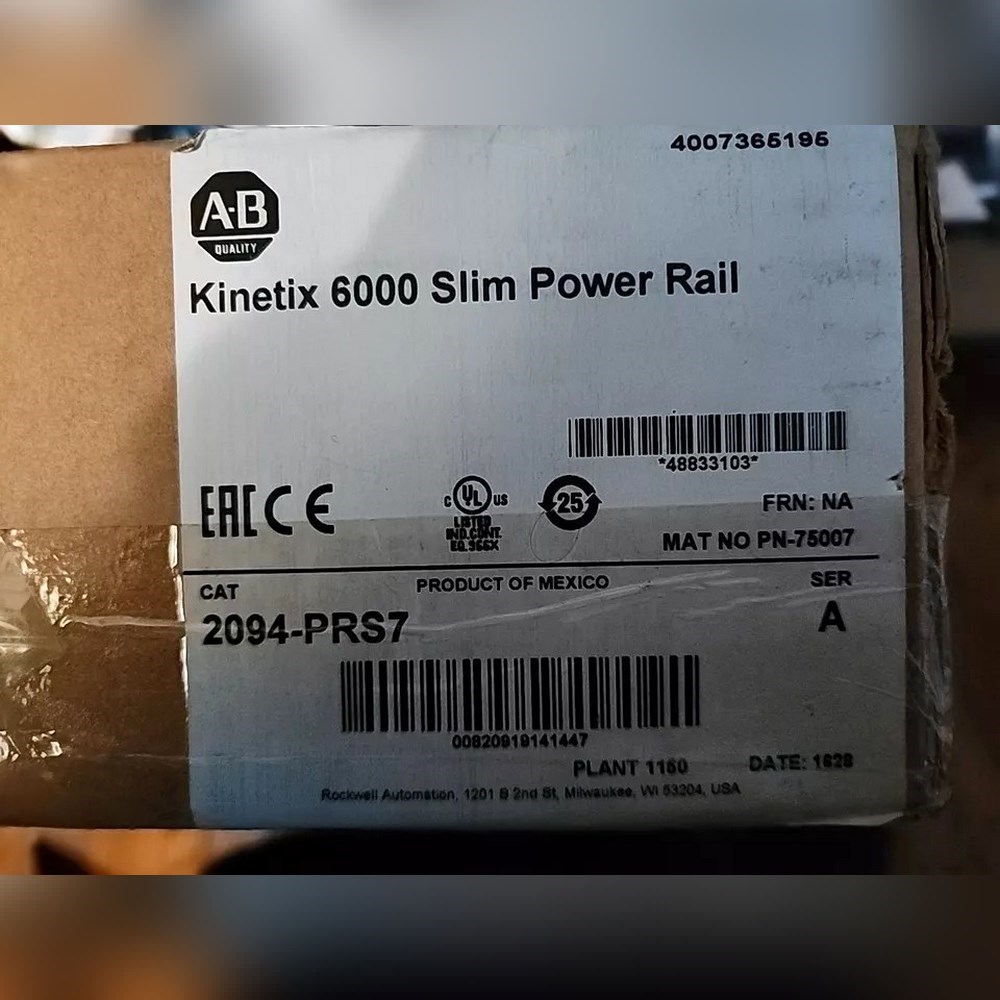 4007365195
A-B
QUALITY
Kinetix 6000 Slim Power Rail
*48833103*
EAC CE
C UL US
LISTED
IND.CONT.
EQ.
25
FRN: NA
MAT NO PN-75007
CAT
PRODUCT OF MEXICO
SER
2094-PRS7
A
00820919141447
PLANT 1160
DATE: 1628
Rockwell Automation, 1201 S 2nd St, Milwaukee, WI 53204, USA